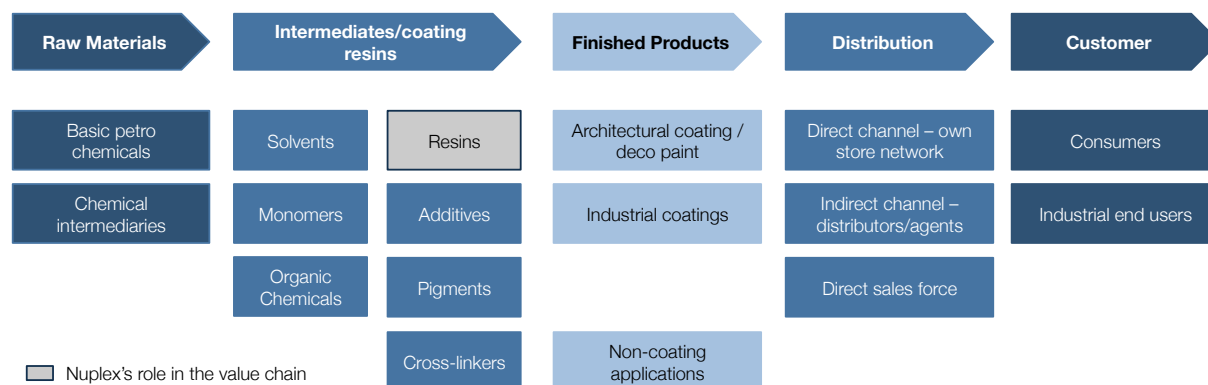 Raw Materials
Intermediates/coating
resins
Finished Products
Distribution
Customer
Basic petro
chemicals
Solvents
Resins
Architectural coating /
deco paint
Direct channel – own
store network
Consumers
Chemical
intermediaries
Monomers
Additives
Industrial coatings
Indirect channel –
distributors/agents
Industrial end users
Organic
Chemicals
Pigments
Direct sales force
Cross-linkers
Non-coating
applications
Nuplex's role in the value chain